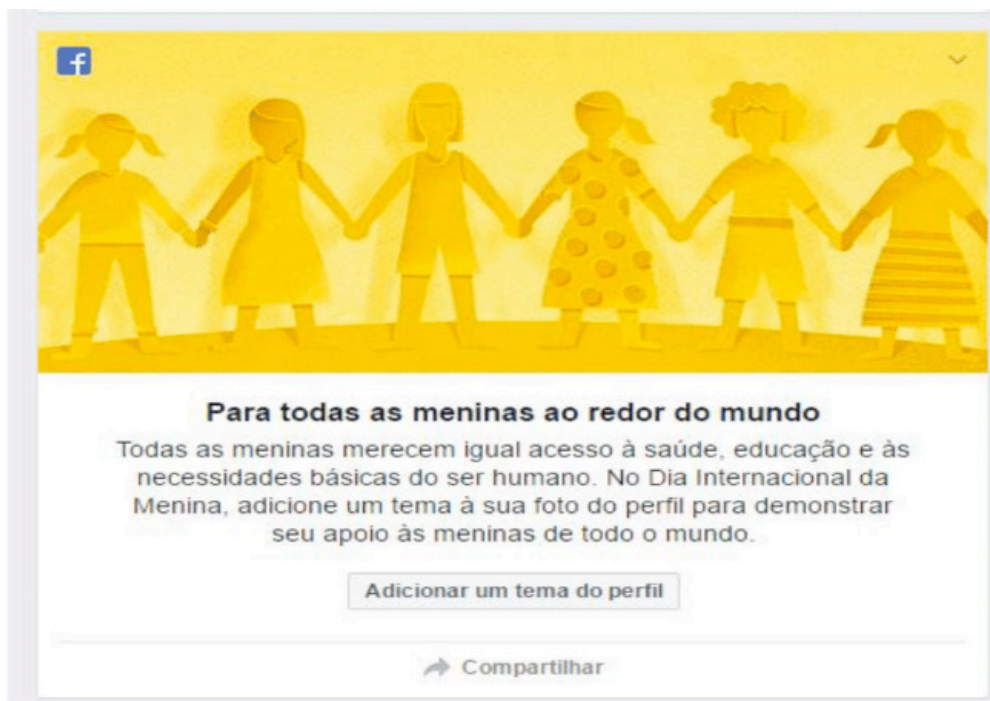 f
Para todas as meninas ao redor do mundo
Todas as meninas merecem igual acesso à saúde, educação e às
necessidades básicas do ser humano. No Dia Internacional da
Menina, adicione um tema à sua foto do perfil para demonstrar
seu apoio às meninas de todo o mundo.
Adicionar um tema do perfil
Compartilhar